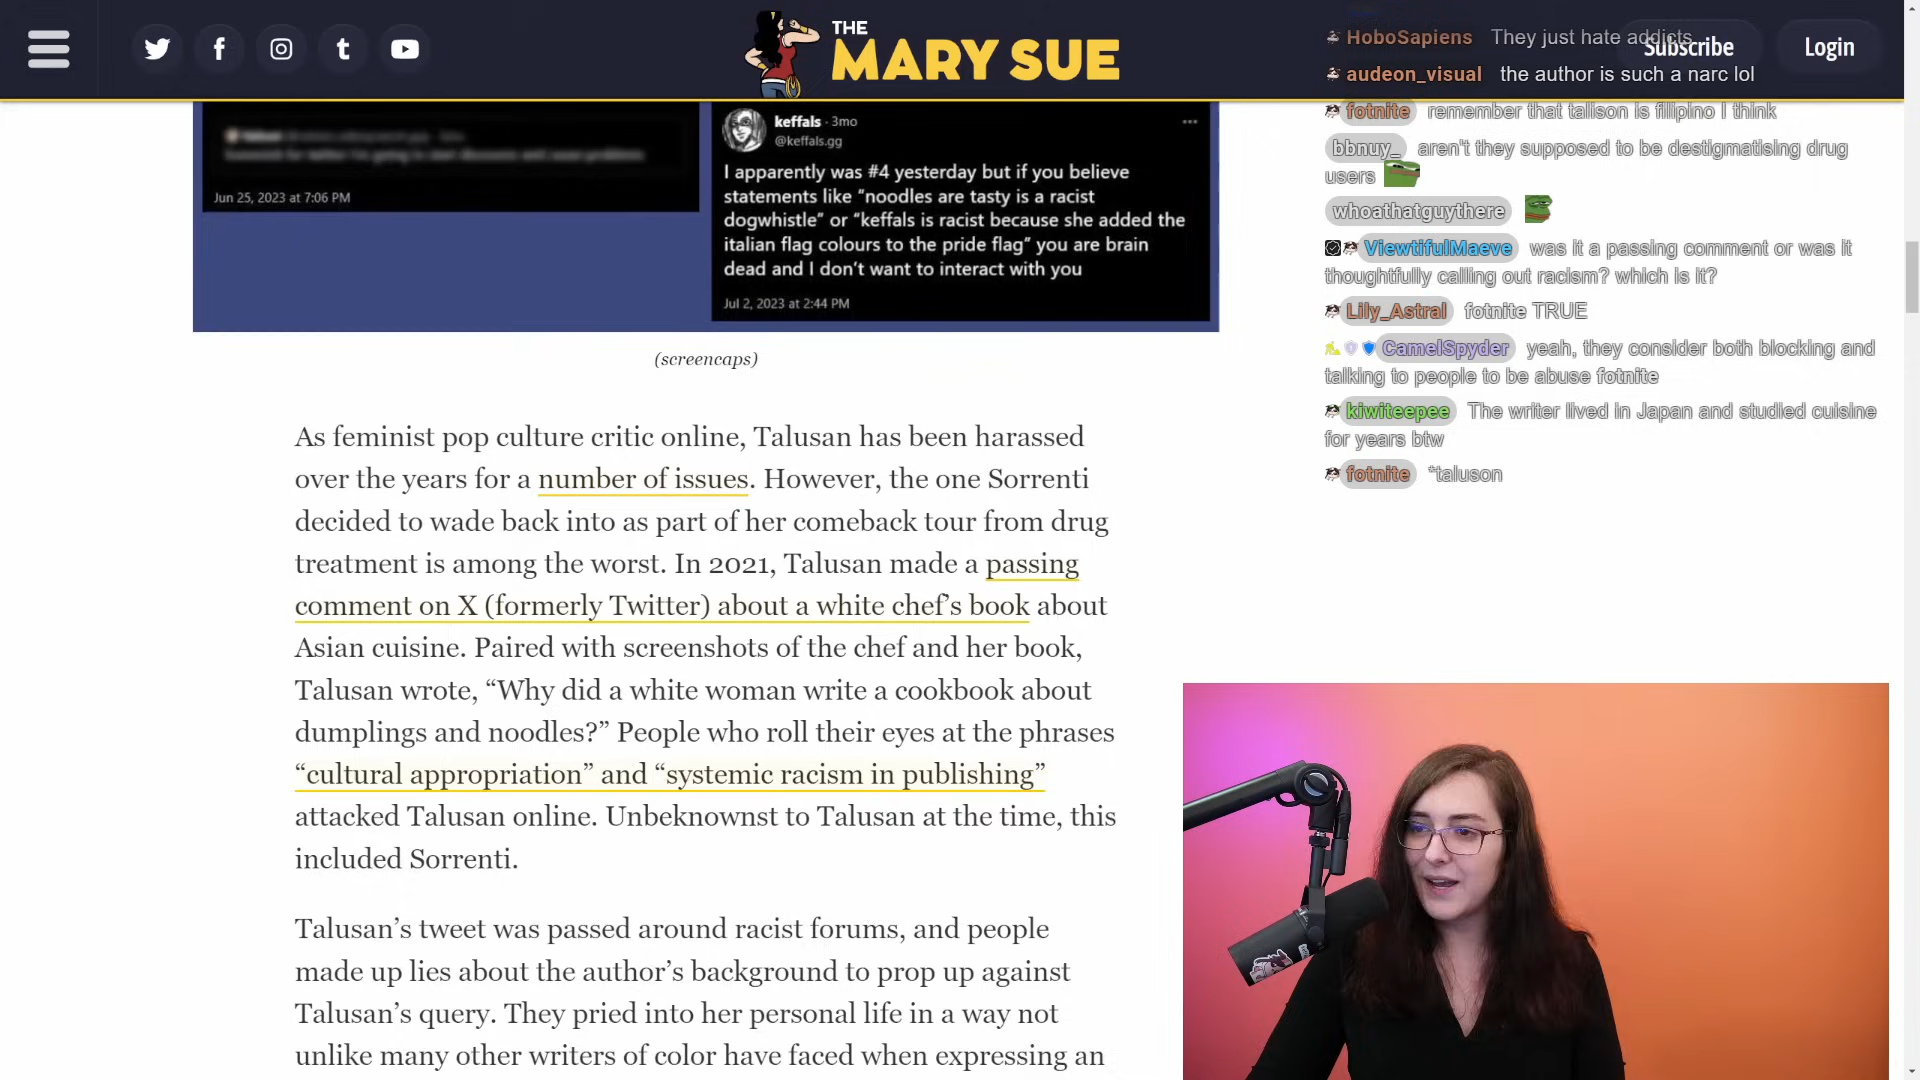 THE
MARY SUE
Subscribe
Login
Jun 25, 2023 at 7:06 PM
keffals · 3mo
@keffals.gg
I apparently was #4 yesterday but if you believe
statements like "noodles are tasty is a racist
dogwhistle" or "keffals is racist because she added the
italian flag colours to the pride flag" you are brain
dead and I don't want to interact with you
Jul 2, 2023 at 2:44 PM
(screencaps)
As feminist pop culture critic online, Talusan has been harassed
over the years for a number of issues. However, the one Sorrenti
decided to wade back into as part of her comeback tour from drug
treatment is among the worst. In 2021, Talusan made a passing
comment on X (formerly Twitter) about a white chef's book about
Asian cuisine. Paired with screenshots of the chef and her book,
Talusan wrote, “Why did a white woman write a cookbook about
dumplings and noodles?” People who roll their eyes at the phrases
“cultural appropriation” and “systemic racism in publishing”
attacked Talusan online. Unbeknownst to Talusan at the time, this
included Sorrenti.
Talusan’s tweet was passed around racist forums, and people
made up lies about the author’s background to prop up against
Talusan’s query. They pried into her personal life in a way not
unlike many other writers of color have faced when expressing an
HoboSapiens They just hate addicts
audeon_visual the author is such a narc lol
fotnite remember that talison is filipino I think
bbnuy_ aren't they supposed to be destigmatising drug
users
whoathatguythere
ViewtifulMaeve was it a passing comment or was it
thoughtfully calling out racism? which is it?
Lily_Astral fotnite TRUE
CamelSpyder yeah, they consider both blocking and
talking to people to be abuse fotnite
kiwiteepee The writer lived in Japan and studied cuisine
for years btw
fotnite *taluson